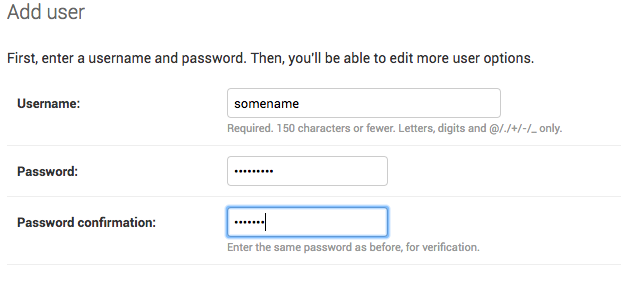 Add user
First, enter a username and password. Then, you'll be able to edit more user options.
Username:
somename
Required. 150 characters or fewer. Letters, digits and @/./+/-/_ only.
Password:
•••••••••
Password confirmation:
•••••••
Enter the same password as before, for verification.